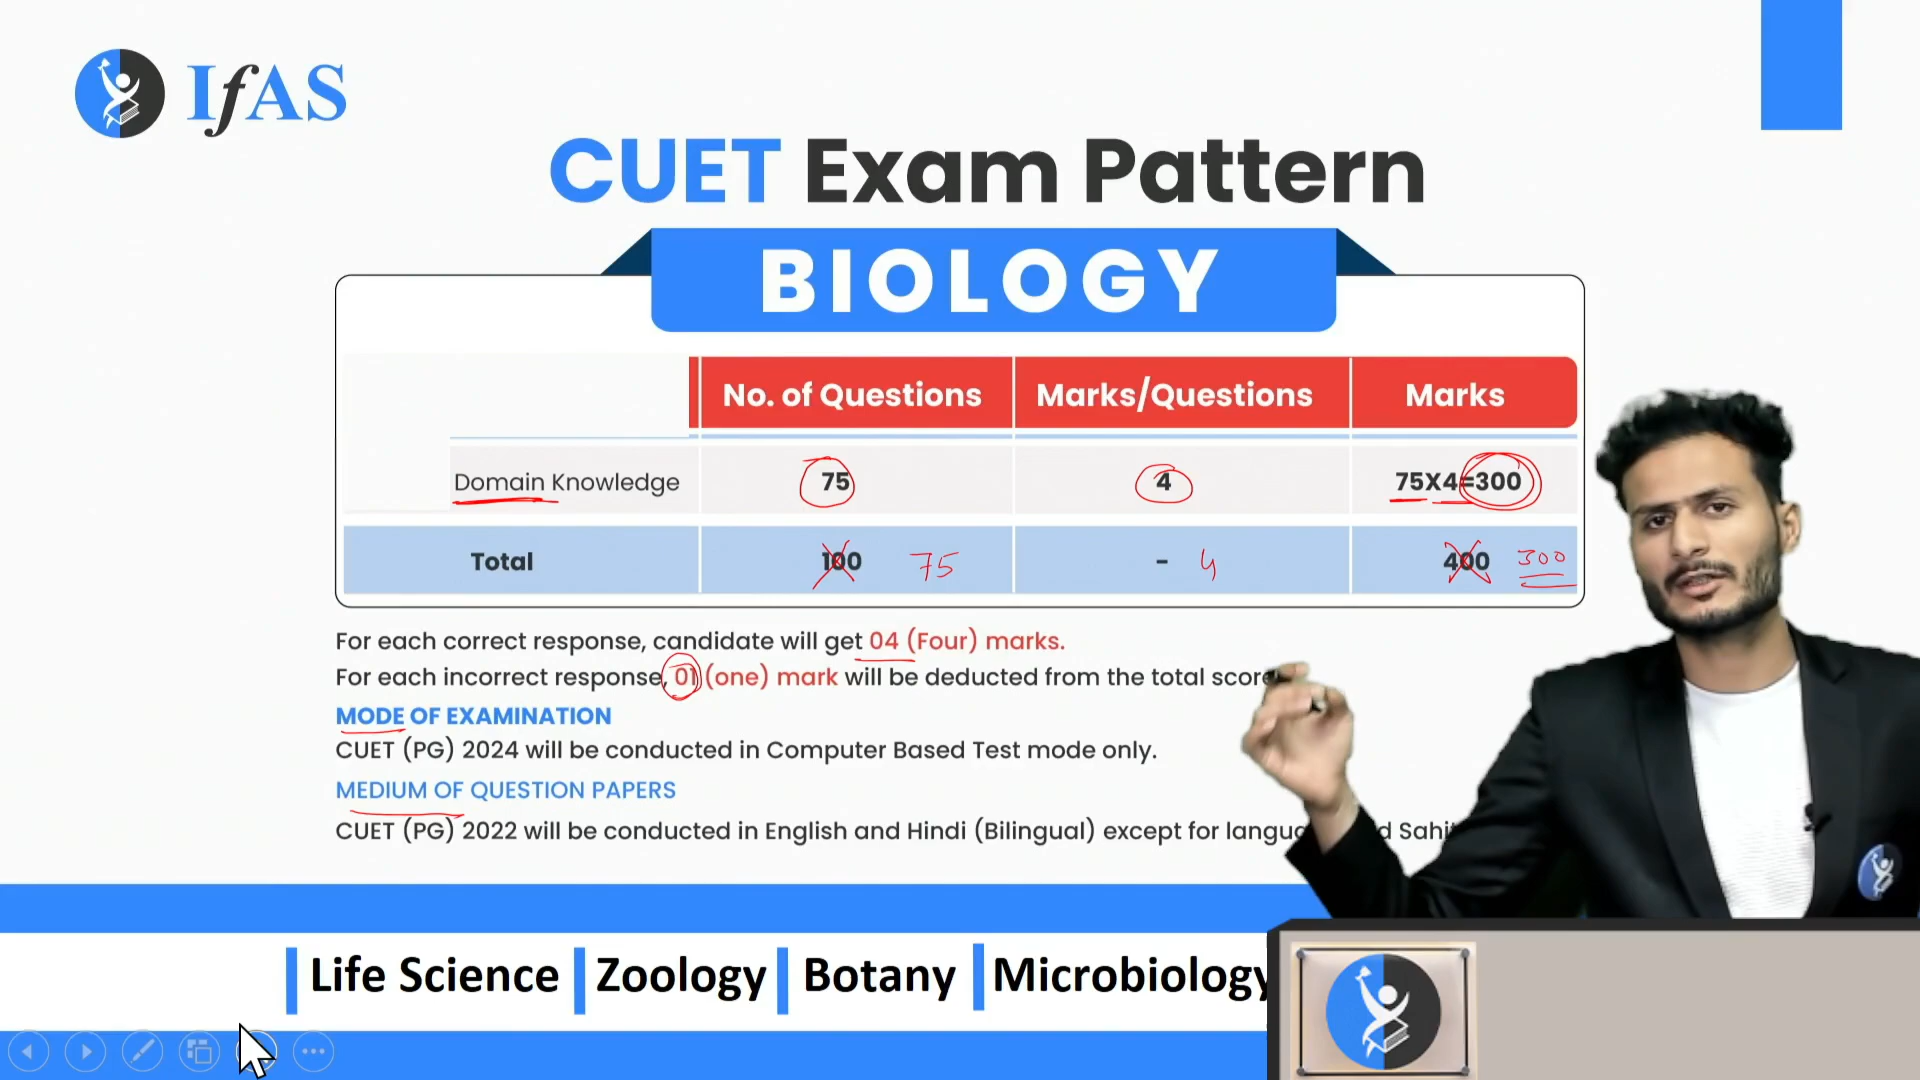 IfAS
CUET Exam Pattern
BIOLOGY
No. of Questions Marks/Questions Marks
Domain Knowledge 75 4 75X4=300
Total 100 75 - 4 400 300
For each correct response, candidate will get 04 (Four) marks.
For each incorrect response, 01 (one) mark will be deducted from the total score
MODE OF EXAMINATION
CUET (PG) 2024 will be conducted in Computer Based Test mode only.
MEDIUM OF QUESTION PAPERS
CUET (PG) 2022 will be conducted in English and Hindi (Bilingual) except for
Life Science Zoology Botany Microbiology